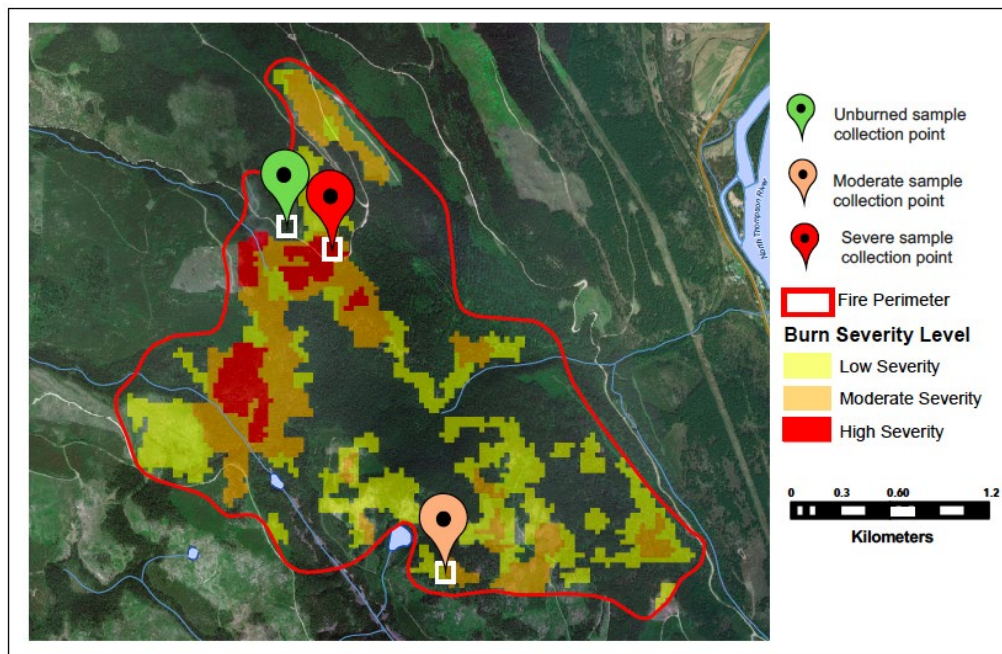 North Thompson River
Unburned sample
collection point
Moderate sample
collection point
Severe sample
collection point
Fire Perimeter
Burn Severity Level
Low Severity
Moderate Severity
High Severity
0 0.3 0.60 1.2
Kilometers